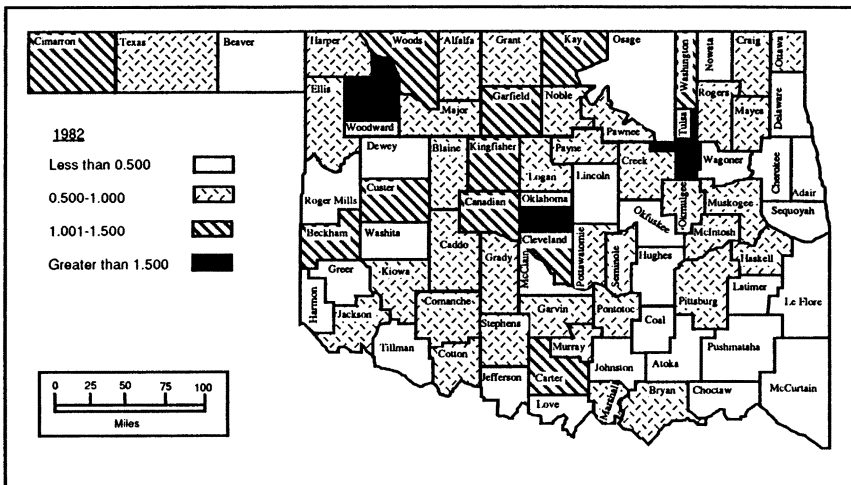 Cimarron
Texas
Beaver
Harper
Woods
Alfalfa
Grant
Kay
Osage
Washington
Nowata
Craig
Ottawa
Ellis
Woodward
Major
Garfield
Noble
Pawnee
Tulsa
Rogers
Mayes
Delaware
1982
Less than 0.500
0.500-1.000
1.001-1.500
Greater than 1.500
Dewey
Blaine
Kingfisher
Logan
Payne
Lincoln
Creek
Wagoner
Cherokee
Adair
Roger Mills
Custer
Canadian
Oklahoma
Okfuskee
Okmulgee
Muskogee
Sequoyah
Beckham
Washita
Caddo
Grady
McClain
Cleveland
Pottawatomie
Seminole
Hughes
McIntosh
Haskell
Greer
Kiowa
Harmon
Jackson
Comanche
Stephens
Garvin
Pontotoc
Coal
Pittsburg
Latimer
Le Flore
Tillman
Cotton
Jefferson
Murray
Carter
Johnston
Atoka
Pushmataha
Love
Marshall
Bryan
Choctaw
McCurtain
0 25 50 75 100
Miles